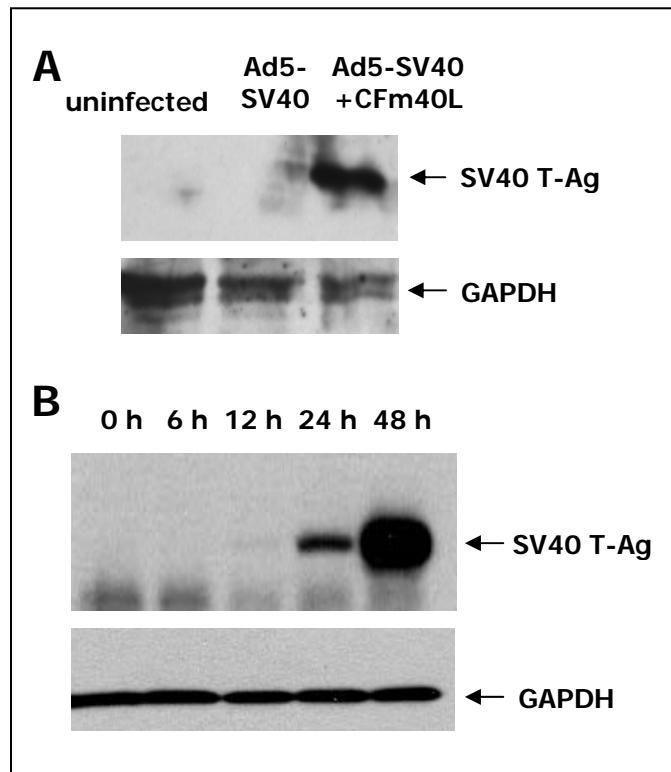 A
uninfected
Ad5-
SV40
Ad5-SV40
+CFm40L
SV40 T-Ag
GAPDH
B
0 h 6 h 12 h 24 h 48 h
SV40 T-Ag
GAPDH